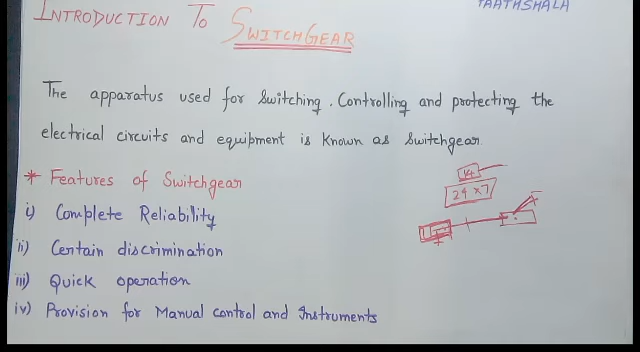 PAATHSHALA
INTRODUCTION TO SWITCHGEAR
The apparatus used for Switching. Controlling and protecting the
electrical circuits and equipment is known as Switchgear
* Features of Switchgear
i) Complete Reliability
ii) Certain discrimination
iii) Quick operation
iv) Provision for Manual control and Instruments
24 x 7